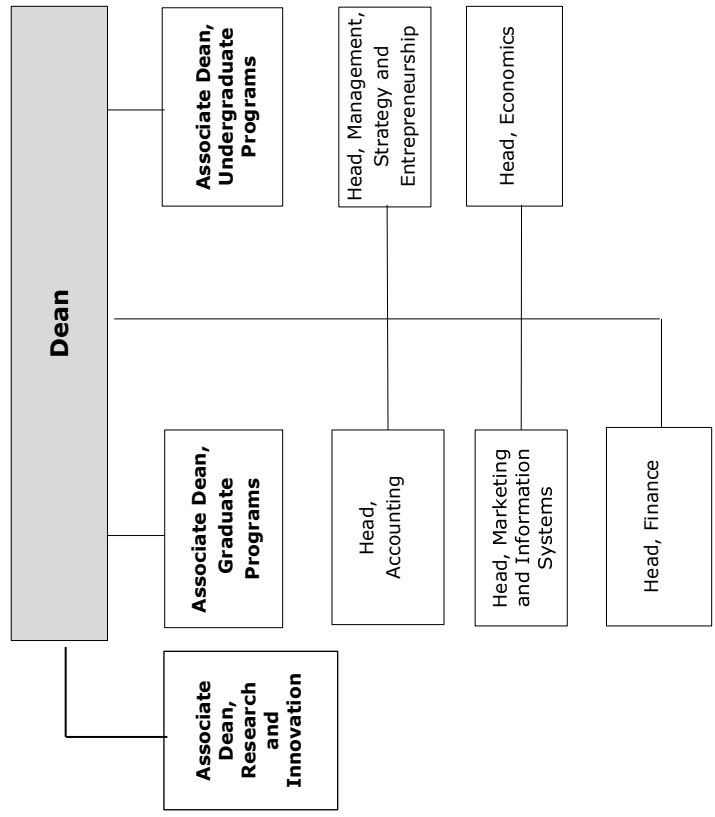 Dean
Associate
Dean,
Research
and
Innovation
Associate Dean,
Graduate
Programs
Associate Dean,
Undergraduate
Programs
Head,
Accounting
Head, Management,
Strategy and
Entrepreneurship
Head, Marketing
and Information
Systems
Head, Economics
Head, Finance